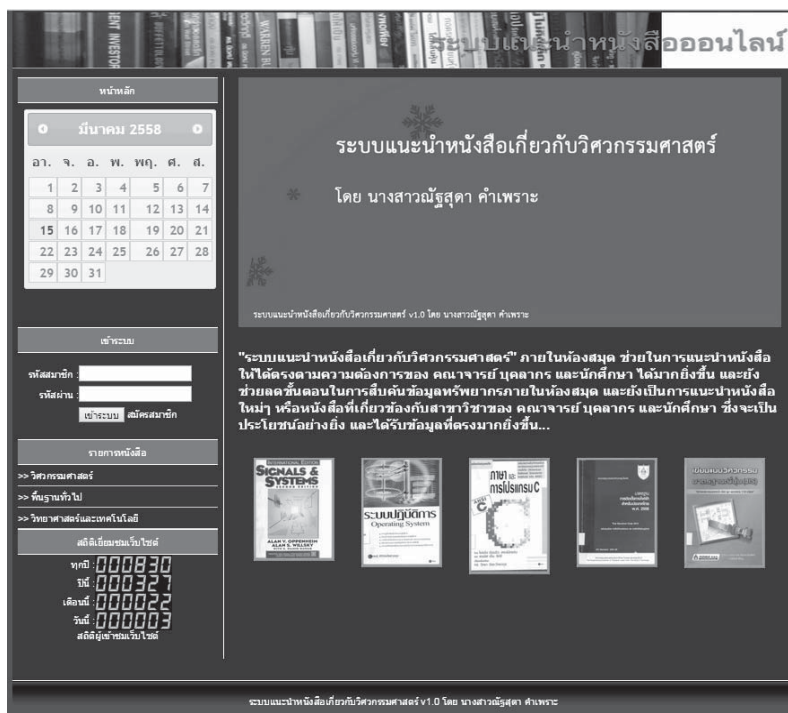 ระบบแนะนำหนังสือออนไลน์
หน้าหลัก
มีนาคม 2558
อา. จ. อ. พ. พฤ. ศ. ส.
1 2 3 4 5 6 7
8 9 10 11 12 13 14
15 16 17 18 19 20 21
22 23 24 25 26 27 28
29 30 31
เข้าระบบ
รหัสสมาชิก :
รหัสผ่าน :
เข้าระบบ สมัครสมาชิก
รายการหนังสือ
>> วิศวกรรมศาสตร์
>> พื้นฐานทั่วไป
>> วิทยาศาสตร์และเทคโนโลยี
สถิติเยี่ยมชมเว็บไซต์
ทุกปี : 000830
ปีนี้ : 000327
เดือนนี้ : 000022
วันนี้ : 000003
สถิติผู้เข้าชมเว็บไซต์
ระบบแนะนำหนังสือเกี่ยวกับวิศวกรรมศาสตร์
โดย นางสาวณัฐสุดา คำเพราะ
ระบบแนะนำหนังสือเกี่ยวกับวิศวกรรมศาสตร์ v1.0 โดย นางสาวณัฐสุดา คำเพราะ
"ระบบแนะนำหนังสือเกี่ยวกับวิศวกรรมศาสตร์" ภายในห้องสมุด ช่วยในการแนะนำหนังสือ
ให้ได้ตรงตามความต้องการของ คณาจารย์ บุคลากร และนักศึกษา ได้มากยิ่งขึ้น และยัง
ช่วยลดขั้นตอนในการสืบค้นข้อมูลทรัพยากรภายในห้องสมุด และยังเป็นการแนะนำหนังสือ
ใหม่ๆ หรือหนังสือที่เกี่ยวข้องกับสาขาวิชาของ คณาจารย์ บุคลากร และนักศึกษา ซึ่งจะเป็น
ประโยชน์อย่างยิ่ง และได้รับข้อมูลที่ตรงมากยิ่งขึ้น...
SIGNALS &
SYSTEMS
ALAN V. OPPENHEIM
ALAN S. WILLSKY
ระบบปฏิบัติการ
Operating System
ภาษา และ
การโปรแกรม C
เขียนแบบวิศวกรรม
ระบบแนะนำหนังสือเกี่ยวกับวิศวกรรมศาสตร์ v1.0 โดย นางสาวณัฐสุดา คำเพราะ